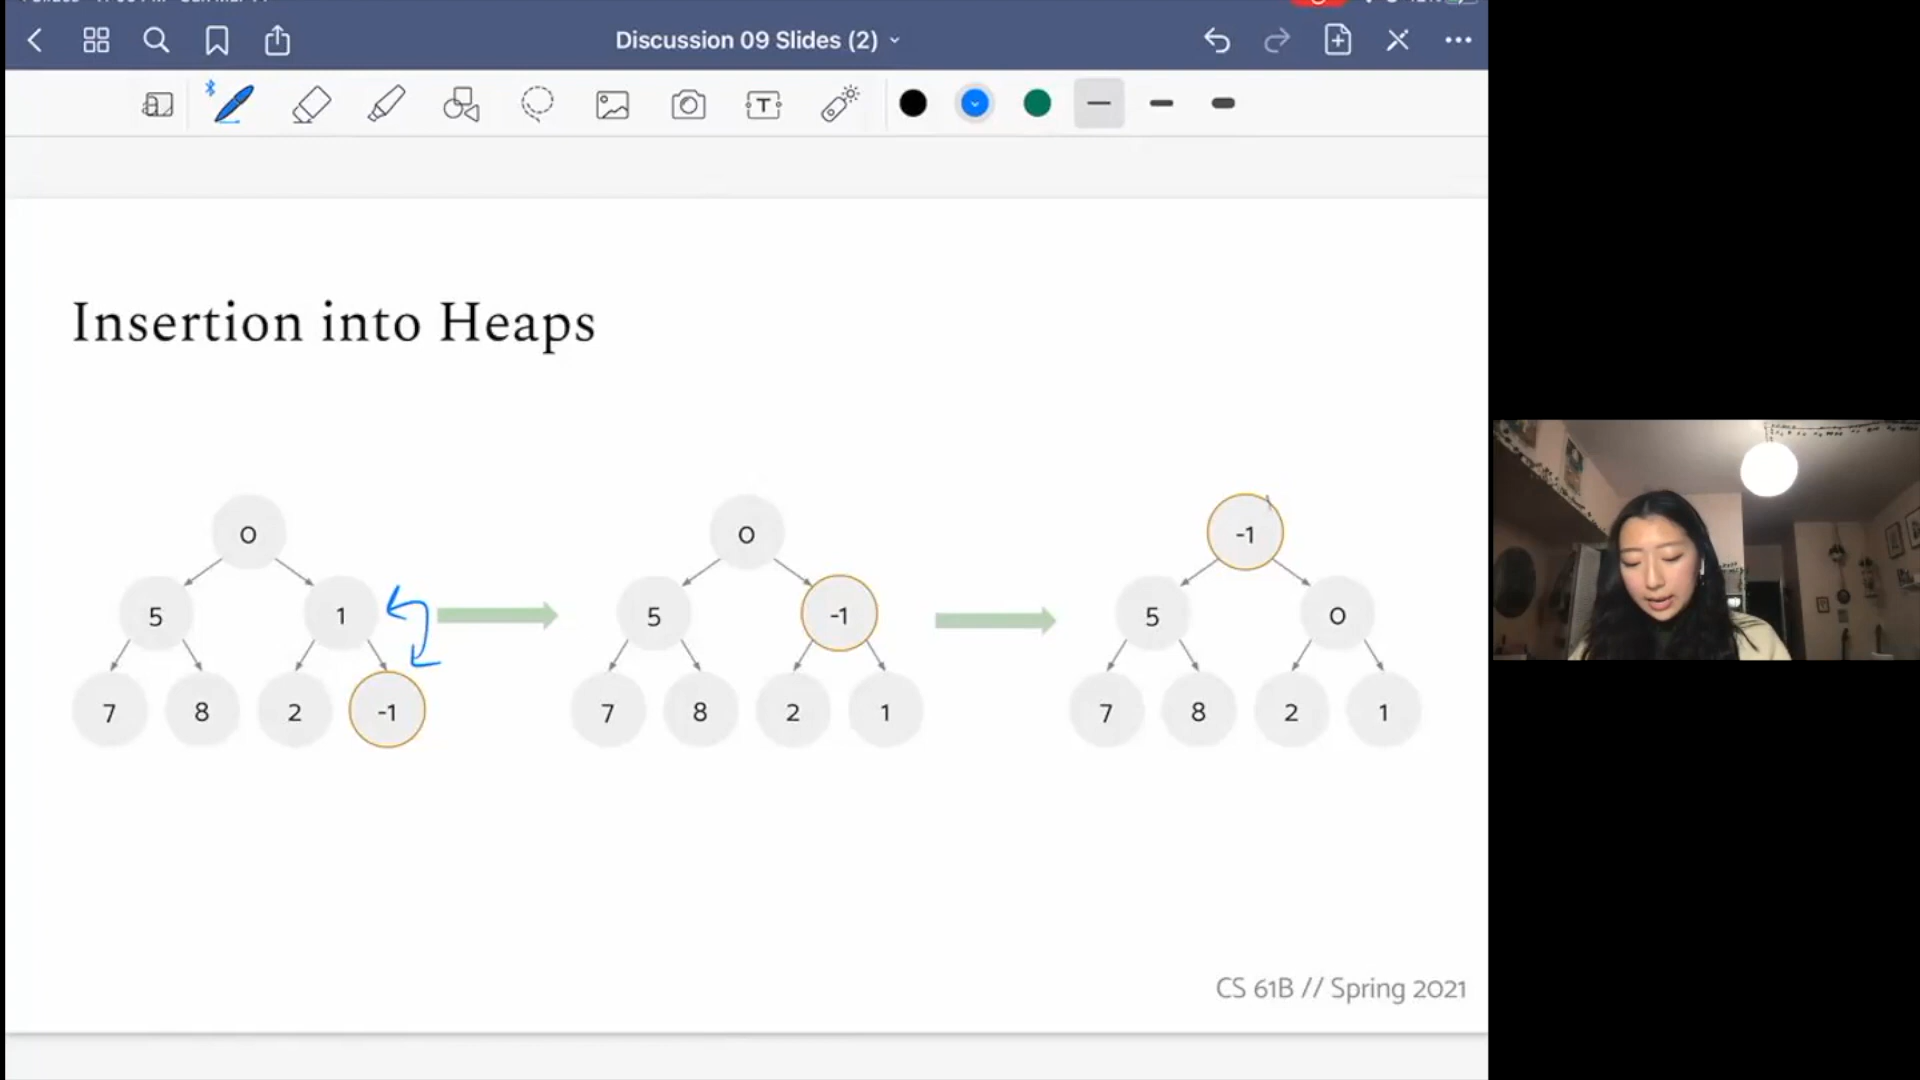 Discussion 09 Slides (2)
T
Insertion into Heaps
0 0 -1
5 1 5 -1 5 0
7 8 2 -1 7 8 2 1 7 8 2 1
CS 61B // Spring 2021